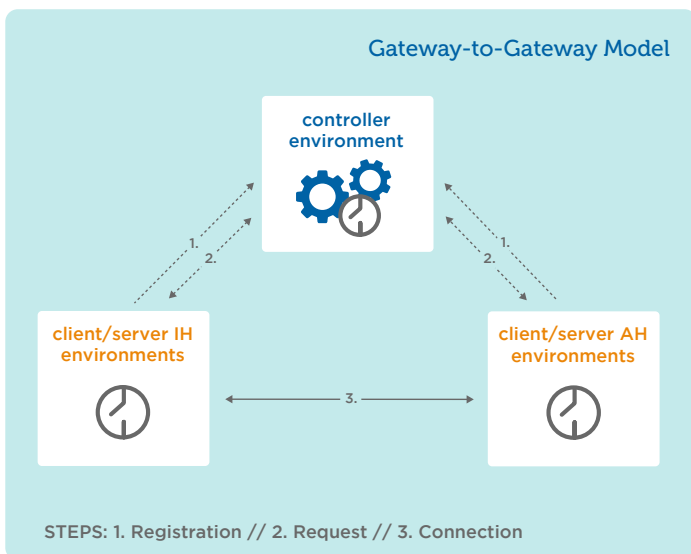 Gateway-to-Gateway Model
controller
environment
1.
2.
1.
2.
client/server IH
environments
client/server AH
environments
3.
STEPS: 1. Registration // 2. Request // 3. Connection